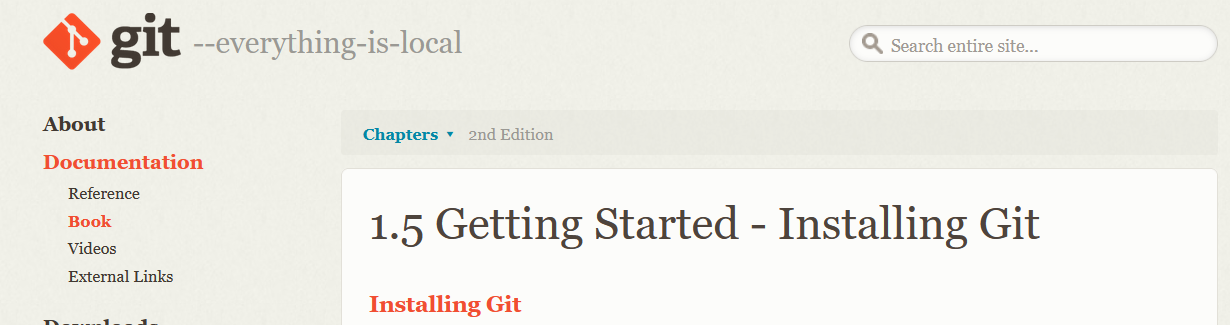 git --everything-is-local
Search entire site...
About
Documentation
Reference
Book
Videos
External Links
Downloads
Chapters ▾ 2nd Edition
1.5 Getting Started - Installing Git
Installing Git